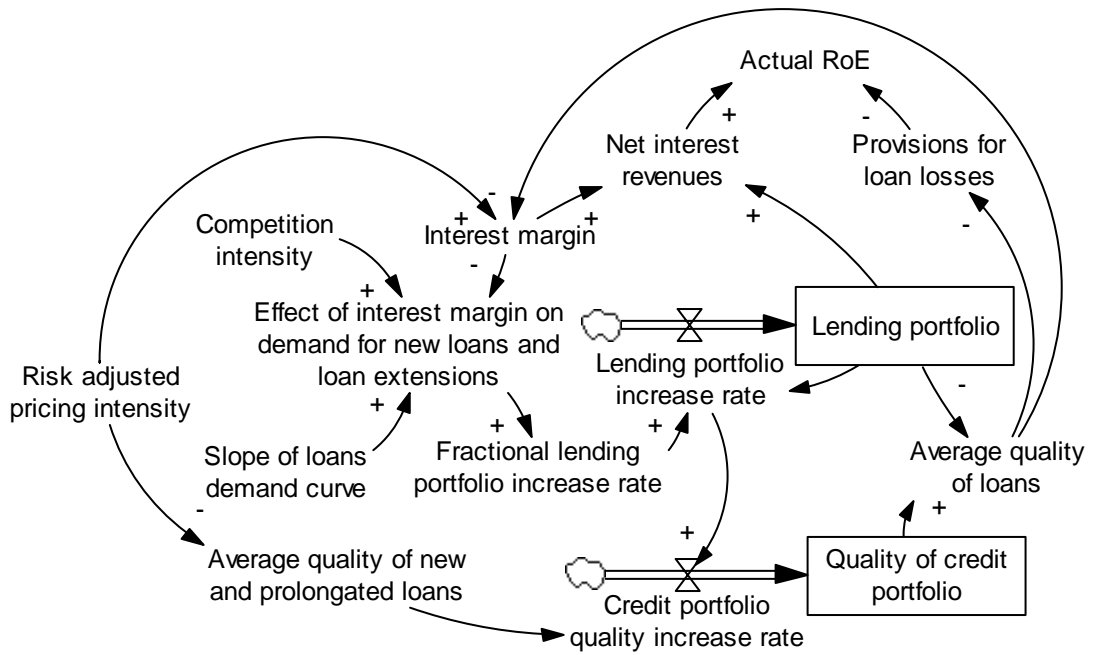 Actual RoE
+
-
Net interest
revenues
Provisions for
loan losses
-
+
+
+
-
Competition
intensity
Interest margin
-
+
Effect of interest margin on
demand for new loans and
loan extensions
Lending portfolio
Lending portfolio
increase rate
-
Risk adjusted
pricing intensity
+
+
+
Slope of loans
demand curve
Fractional lending
portfolio increase rate
Average quality
of loans
-
+
+
Average quality of new
and prolongated loans
Quality of credit
portfolio
Credit portfolio
quality increase rate